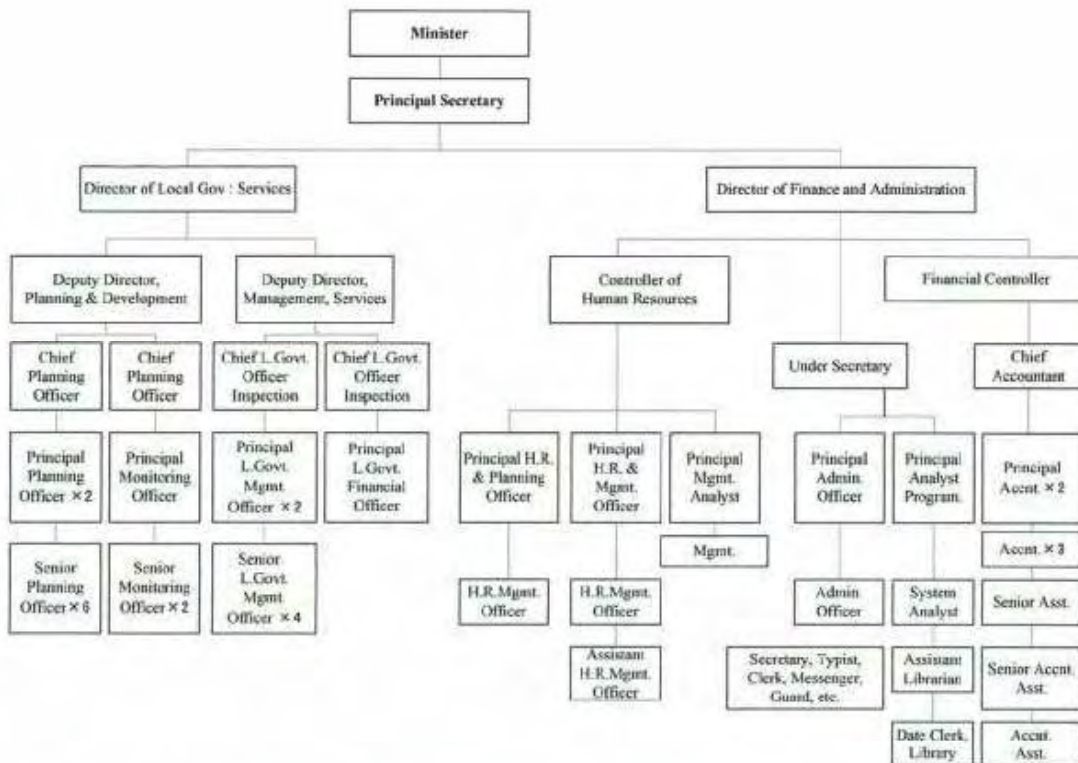 Minister
Principal Secretary
Director of Local Gov : Services
Director of Finance and Administration
Deputy Director,
Planning & Development
Deputy Director,
Management, Services
Controller of
Human Resources
Financial Controller
Chief
Planning
Officer
Chief
Planning
Officer
Chief L.Govt.
Officer
Inspection
Chief L.Govt.
Officer
Inspection
Under Secretary
Chief
Accountant
Principal
Planning
Officer ×2
Principal
Monitoring
Officer
Principal
L.Govt.
Mgmt
Officer ×2
Principal
L.Govt.
Financial
Officer
Principal H.R.
& Planning
Officer
Principal
H.R. &
Mgmt.
Officer
Principal
Mgmt.
Analyst
Principal
Admin.
Officer
Principal
Analyst
Program.
Principal
Accnt. ×2
Mgmt.
Accnt. ×3
Senior
Planning
Officer×6
Senior
Monitoring
Officer×2
Senior
L.Govt.
Mgmt
Officer ×4
H.R.Mgmt.
Officer
H.R.Mgmt.
Officer
Admin.
Officer
System
Analyst
Senior Asst.
Assistant
H.R.Mgmt.
Officer
Secretary, Typist,
Clerk, Messenger,
Guard, etc.
Assistant
Librarian
Senior Accnt.
Asst.
Date Clerk,
Library
Accnt.
Asst.